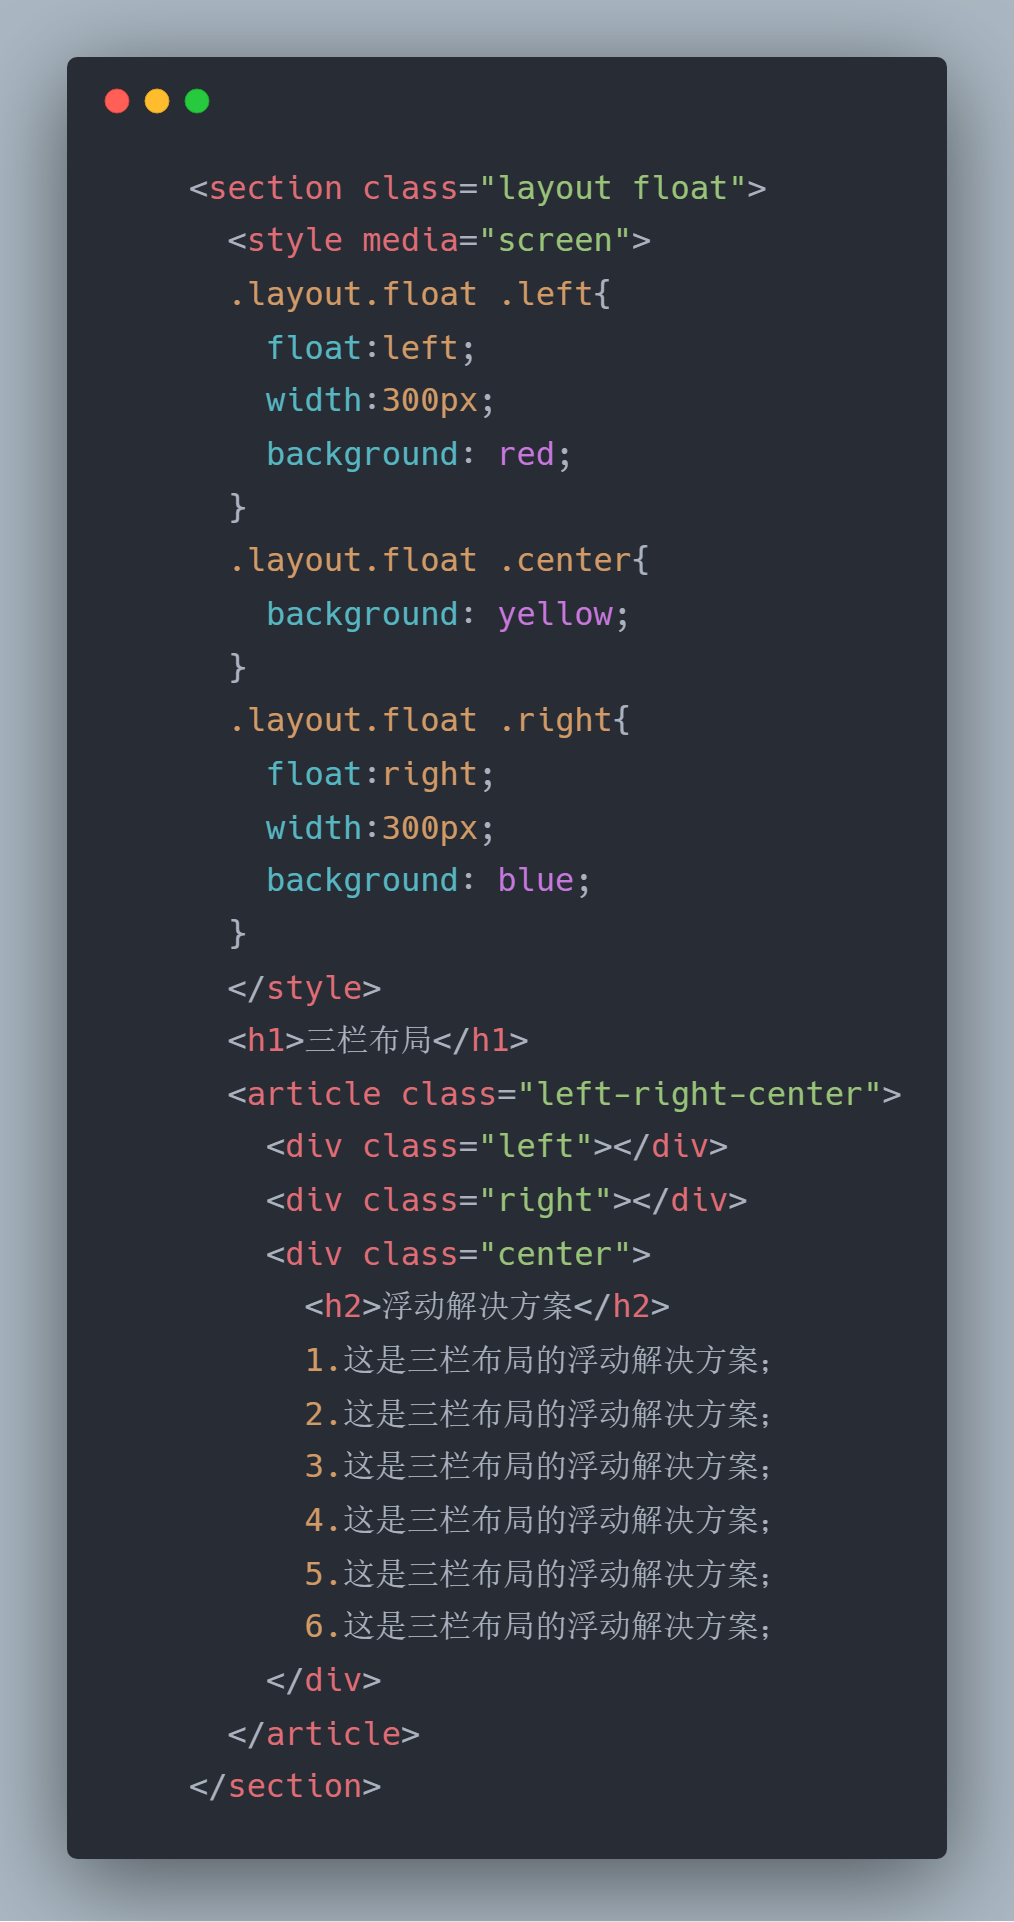 <section class="layout float">
<style media="screen">
.layout.float .left{
float:left;
width:300px;
background: red;
}
.layout.float .center{
background: yellow;
}
.layout.float .right{
float:right;
width:300px;
background: blue;
}
</style>
<h1>三栏布局</h1>
<article class="left-right-center">
<div class="left"></div>
<div class="right"></div>
<div class="center">
<h2>浮动解决方案</h2>
1.这是三栏布局的浮动解决方案；
2.这是三栏布局的浮动解决方案；
3.这是三栏布局的浮动解决方案；
4.这是三栏布局的浮动解决方案；
5.这是三栏布局的浮动解决方案；
6.这是三栏布局的浮动解决方案；
</div>
</article>
</section>